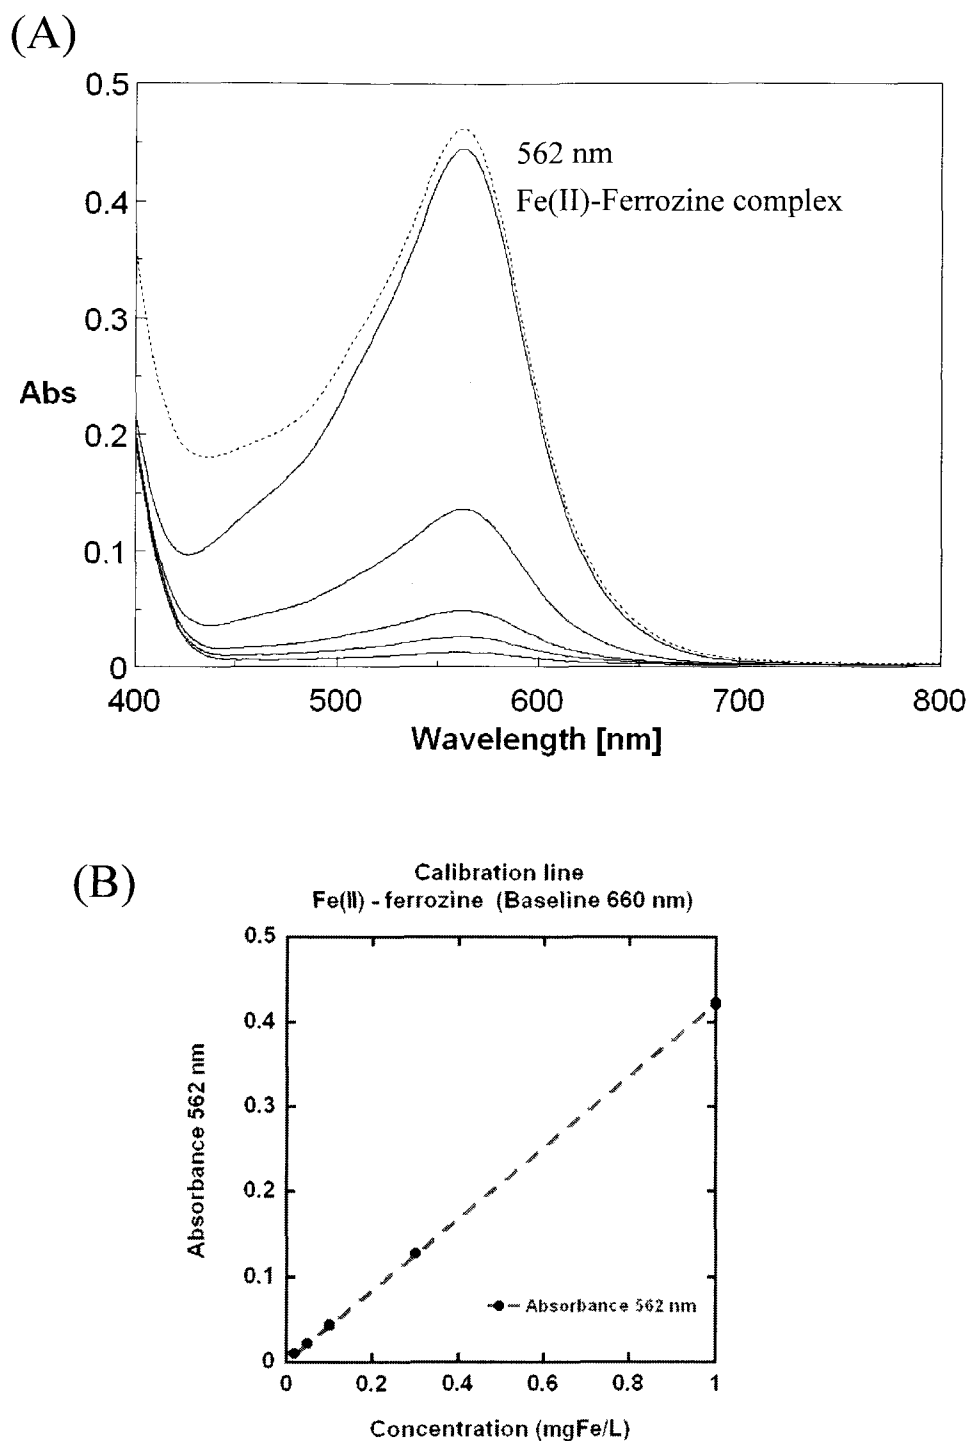 (A)
0.5
0.4
0.3
Abs
0.2
0.1
0
562 nm
Fe(II)-Ferrozine complex
400
500
600
700
800
Wavelength [nm]
(B)
Calibration line
Fe(II) - ferrozine (Baseline 660 nm)
0.5
0.4
0.3
0.2
0.1
0
Absorbance 562 nm
Absorbance 562 nm
0
0.2
0.4
0.6
0.8
1
Concentration (mgFe/L)